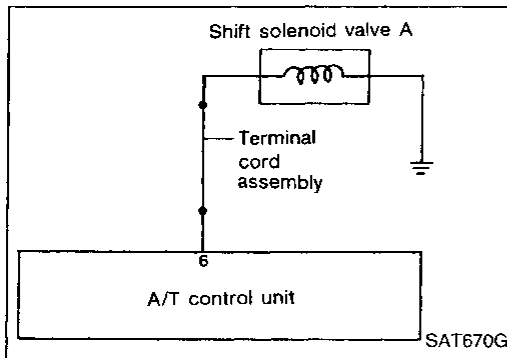 Shift solenoid valve A
Terminal
cord
assembly
6
A/T control unit
SAT670G